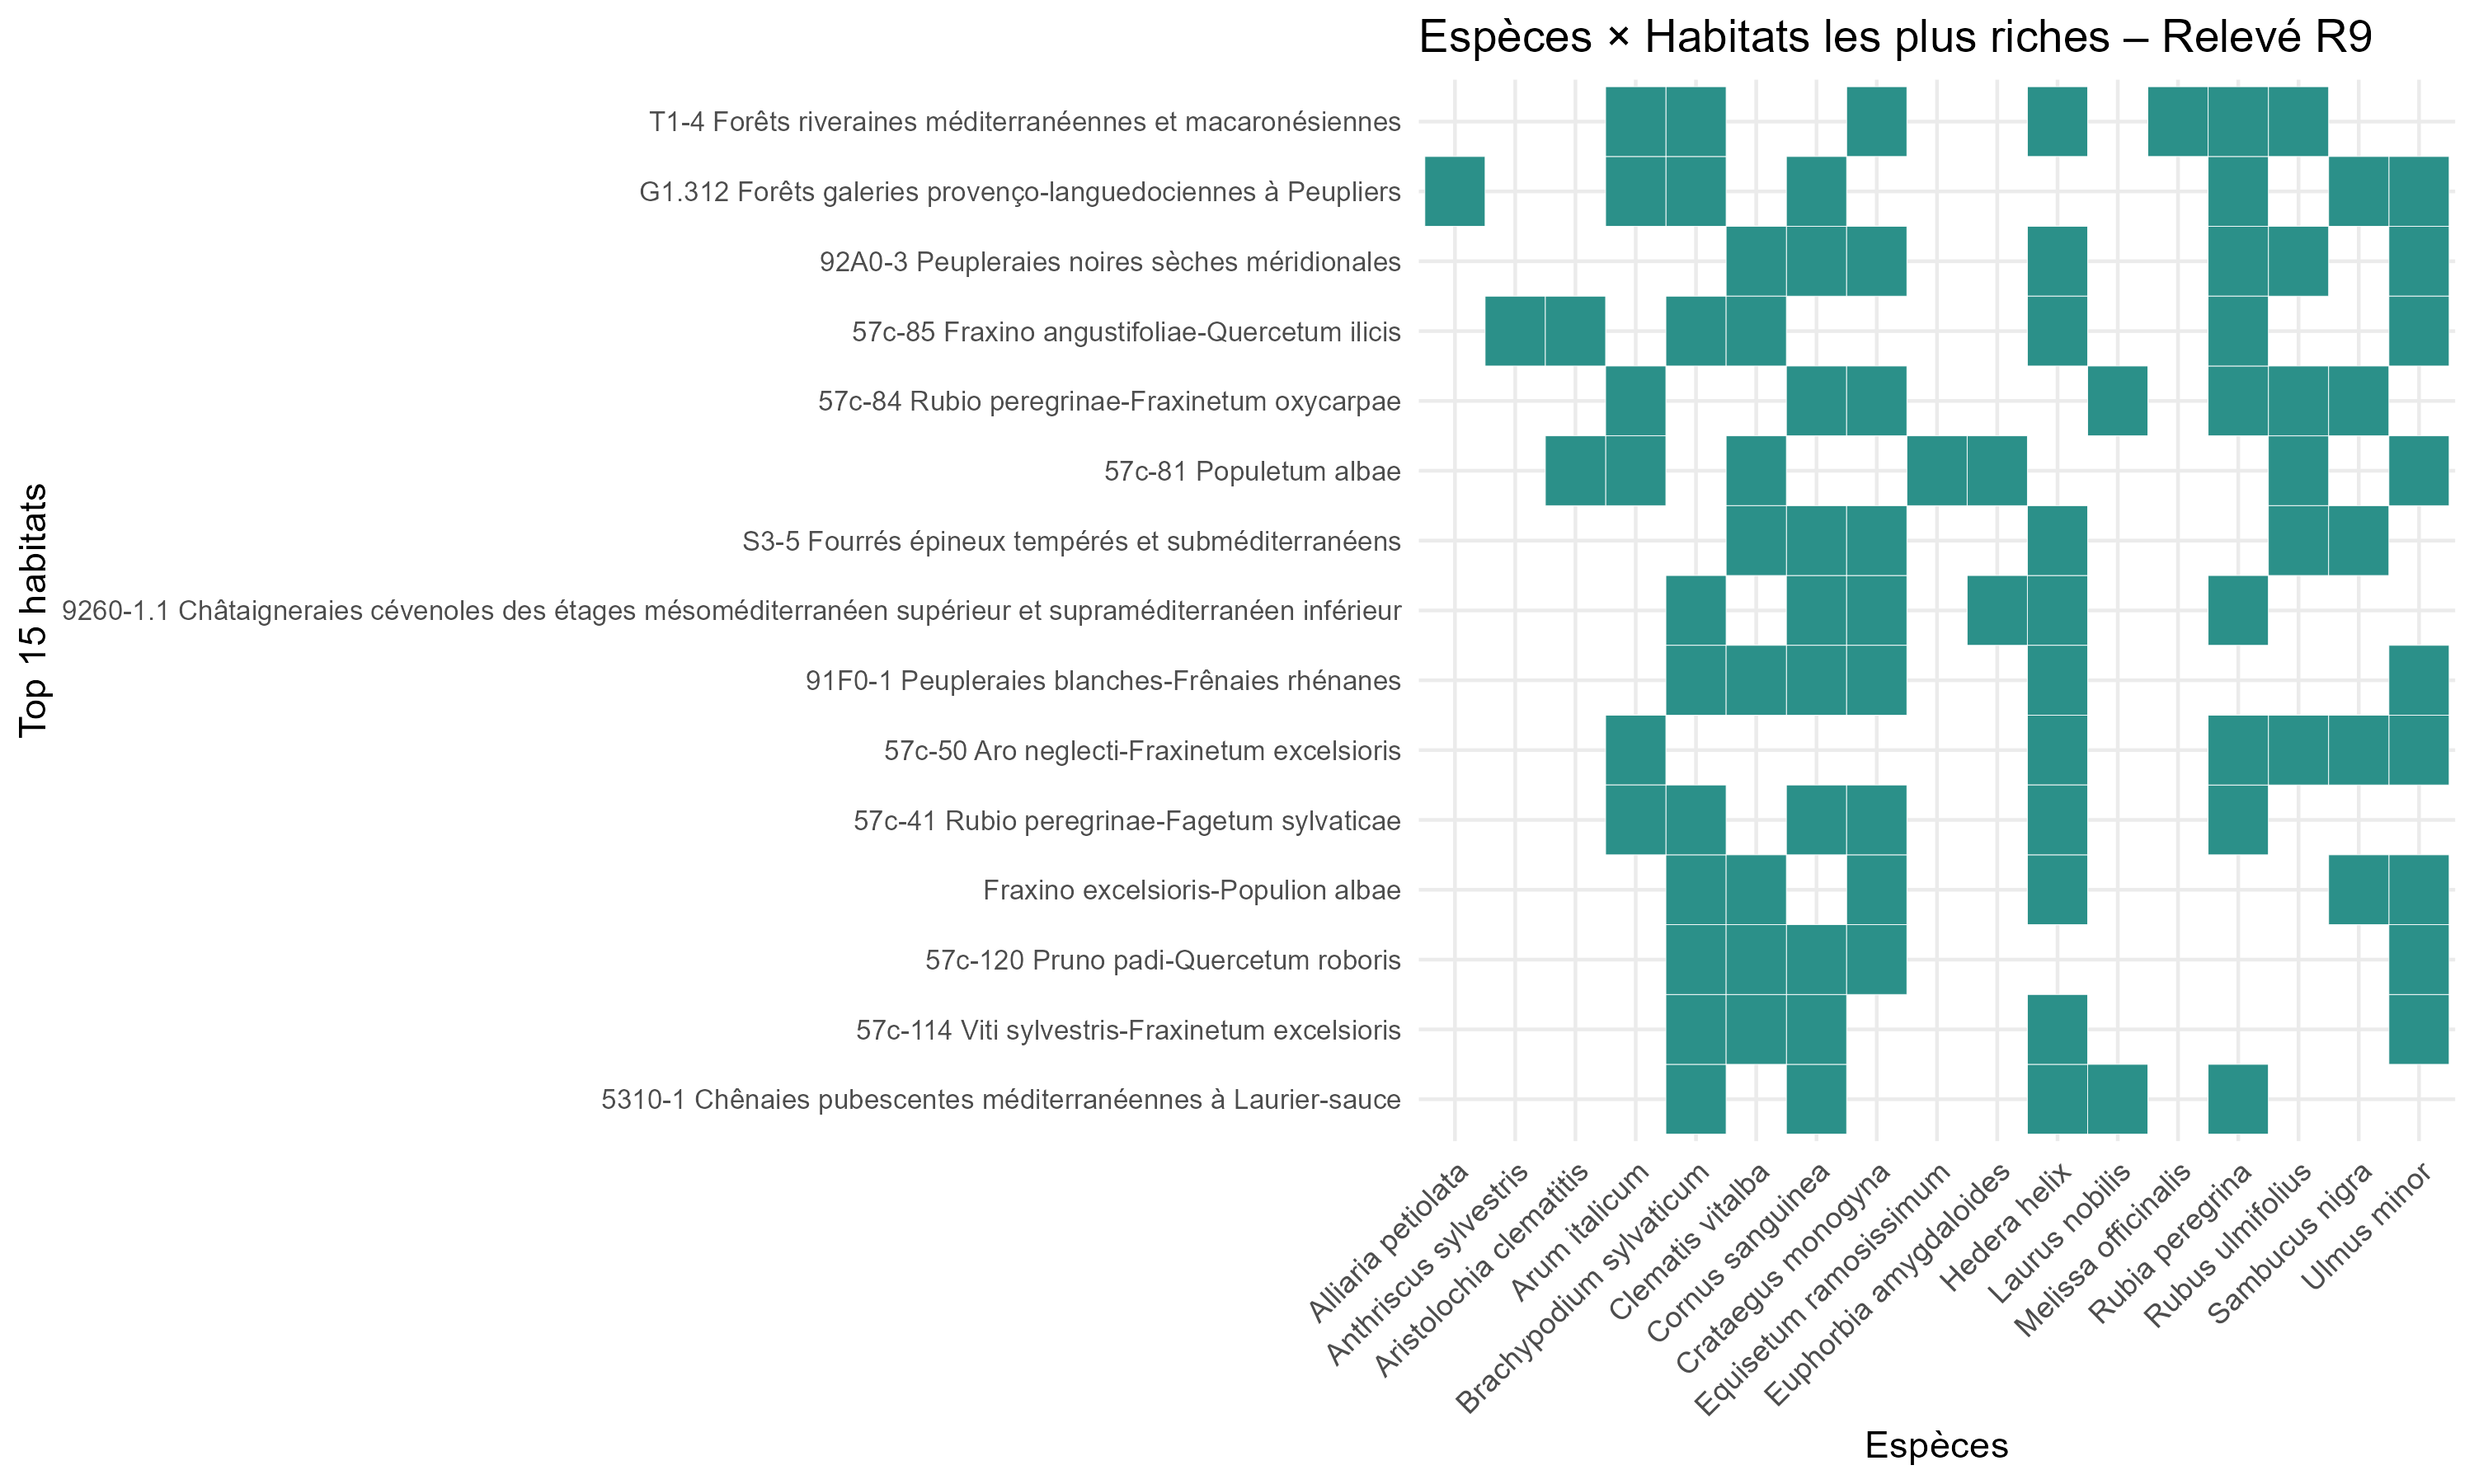 Espèces × Habitats les plus riches – Relevé R9
Top 15 habitats
T1-4 Forêts riveraines méditerranéennes et macaronésiennes
G1.312 Forêts galeries provenço-languedociennes à Peupliers
92A0-3 Peupleraies noires sèches méridionales
57c-85 Fraxino angustifoliae-Quercetum ilicis
57c-84 Rubio peregrinae-Fraxinetum oxycarpae
57c-81 Populetum albae
S3-5 Fourrés épineux tempérés et subméditerranéens
9260-1.1 Châtaigneraies cévenoles des étages mésoméditerranéen supérieur et supraméditerranéen inférieur
91F0-1 Peupleraies blanches-Frênaies rhénanes
57c-50 Aro neglecti-Fraxinetum excelsioris
57c-41 Rubio peregrinae-Fagetum sylvaticae
Fraxino excelsioris-Populion albae
57c-120 Pruno padi-Quercetum roboris
57c-114 Viti sylvestris-Fraxinetum excelsioris
5310-1 Chênaies pubescentes méditerranéennes à Laurier-sauce
Alliaria petiolata
Anthriscus sylvestris
Aristolochia clematitis
Arum italicum
Brachypodium sylvaticum
Clematis vitalba
Cornus sanguinea
Crataegus monogyna
Equisetum ramosissimum
Euphorbia amygdaloides
Hedera helix
Laurus nobilis
Melissa officinalis
Rubia peregrina
Rubus ulmifolius
Sambucus nigra
Ulmus minor
Espèces